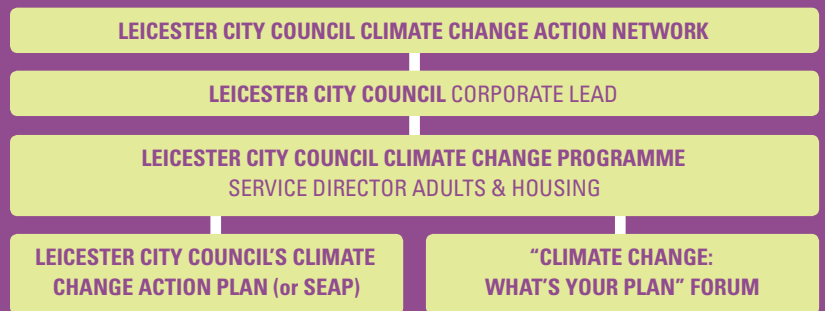 LEICESTER CITY COUNCIL CLIMATE CHANGE ACTION NETWORK
LEICESTER CITY COUNCIL CORPORATE LEAD
LEICESTER CITY COUNCIL CLIMATE CHANGE PROGRAMME
SERVICE DIRECTOR ADULTS & HOUSING
LEICESTER CITY COUNCIL’S CLIMATE
CHANGE ACTION PLAN (or SEAP)
“CLIMATE CHANGE:
WHAT’S YOUR PLAN” FORUM